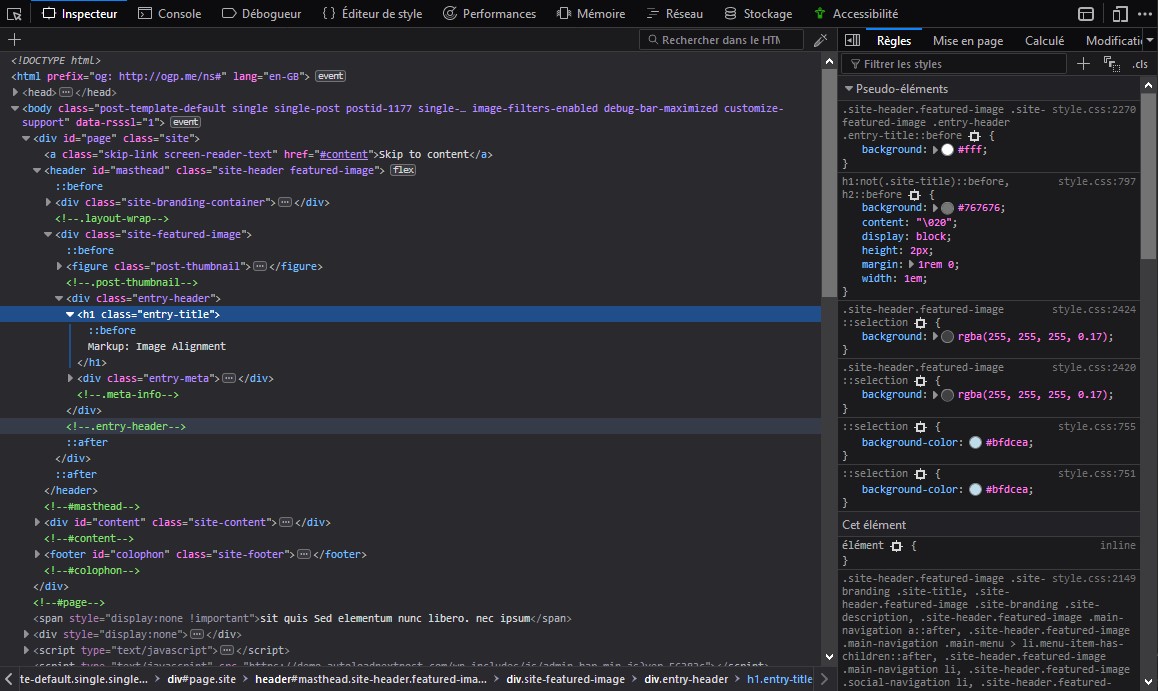 Inspecteur Console Débogueur {} Éditeur de style Performances Mémoire Réseau Stockage Accessibilité
Rechercher dans le HTM
Règles Mise en page Calculé Modificati
Filtrer les styles .cls
<!DOCTYPE html>
<html prefix="og: http://ogp.me/ns#" lang="en-GB"> event
<head> </head>
<body class="post-template-default single single-post postid-1177 single-… image-filters-enabled debug-bar-maximized customize-
support" data-rsssl="1"> event
<div id="page" class="site">
<a class="skip-link screen-reader-text" href="#content">Skip to content</a>
<header id="masthead" class="site-header featured-image"> flex
::before
<div class="site-branding-container"> </div>
<!--.layout-wrap-->
<div class="site-featured-image">
::before
<figure class="post-thumbnail"> </figure>
<!--.post-thumbnail-->
<div class="entry-header">
<h1 class="entry-title">
::before
Markup: Image Alignment
</h1>
<div class="entry-meta"> </div>
<!--.meta-info-->
</div>
<!--.entry-header-->
::after
</div>
::after
</header>
<!--#masthead-->
<div id="content" class="site-content"> </div>
<!--#content-->
<footer id="colophon" class="site-footer"> </footer>
<!--#colophon-->
</div>
<!--#page-->
<span style="display:none !important">sit quis Sed elementum nunc libero. nec ipsum</span>
<div style="display:none"> </div>
<script type="text/javascript"> </script>
te-default.single.single... div#page.site header#masthead.site-header.featured-ima... div.site-featured-image div.entry-header h1.entry-title
Pseudo-éléments
.site-header.featured-image .site- style.css:2270
featured-image .entry-header
.entry-title::before {
background: #fff;
}
h1:not(.site-title)::before, style.css:797
h2::before {
background: #767676;
content: "\020";
display: block;
height: 2px;
margin: 1rem 0;
width: 1em;
}
.site-header.featured-image style.css:2424
::selection {
background: rgba(255, 255, 255, 0.17);
}
.site-header.featured-image style.css:2420
::selection {
background: rgba(255, 255, 255, 0.17);
}
::selection { style.css:755
background-color: #bfdcea;
}
::selection { style.css:751
background-color: #bfdcea;
}
Cet élément
élément { inline
}
.site-header.featured-image .site- style.css:2149
branding .site-title, .site-
header.featured-image .site-branding .site-
description, .site-header.featured-image .main-
navigation a::after, .site-header.featured-image
.main-navigation .main-menu > li.menu-item-has-
children::after, .site-header.featured-image
.main-navigation li, .site-header.featured-image
.social-navigation li, .site-header.featured-